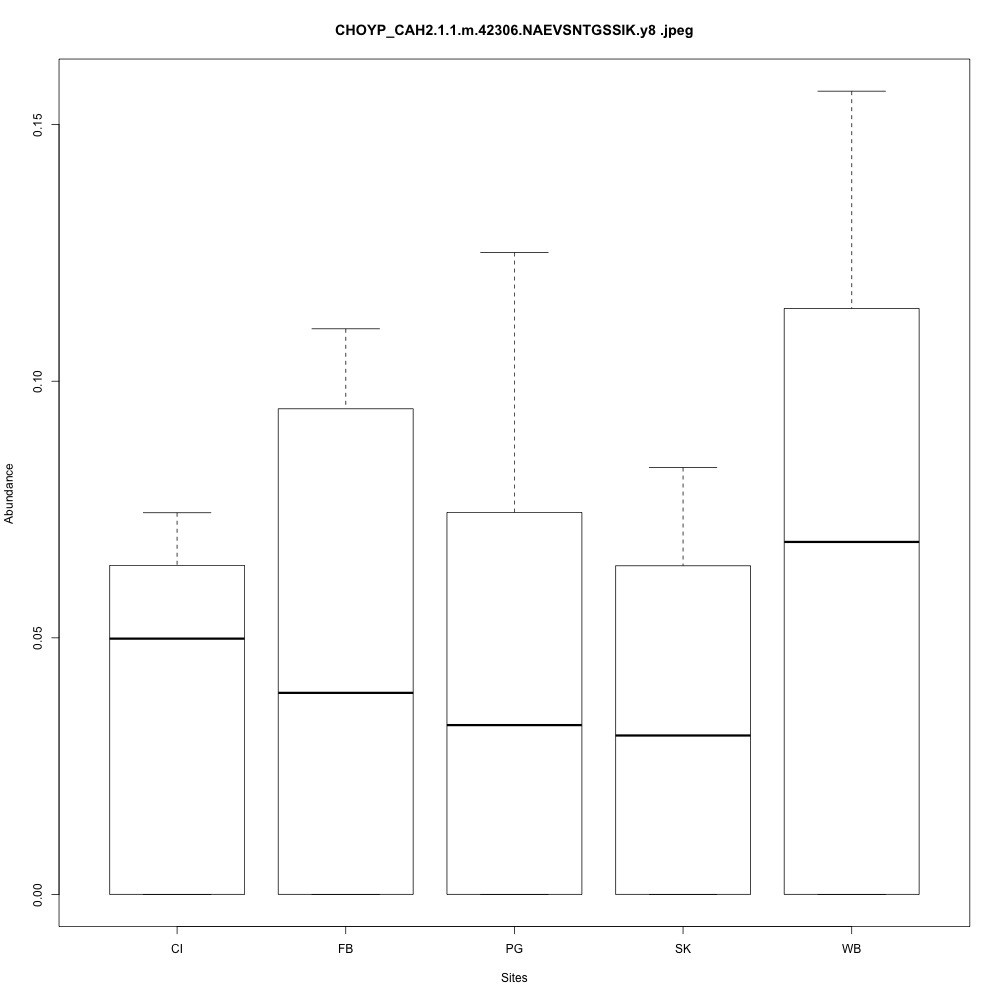 CHOYP_CAH2.1.1.m.42306.NAEVSNTGSSIK.y8 .jpeg
Abundance
0.15
0.10
0.05
0.00
CI FB PG SK WB
Sites